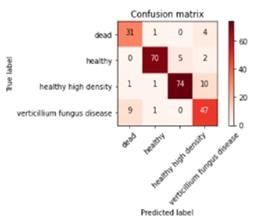 Confusion matrix
dead
31 1 0 4
healthy
0 70 5 2
healthy high density
1 1 74 10
verticillium fungus disease
9 1 0 47
True label
60
40
20
0
dead
healthy
healthy high density
verticillium fungus disease
Predicted label